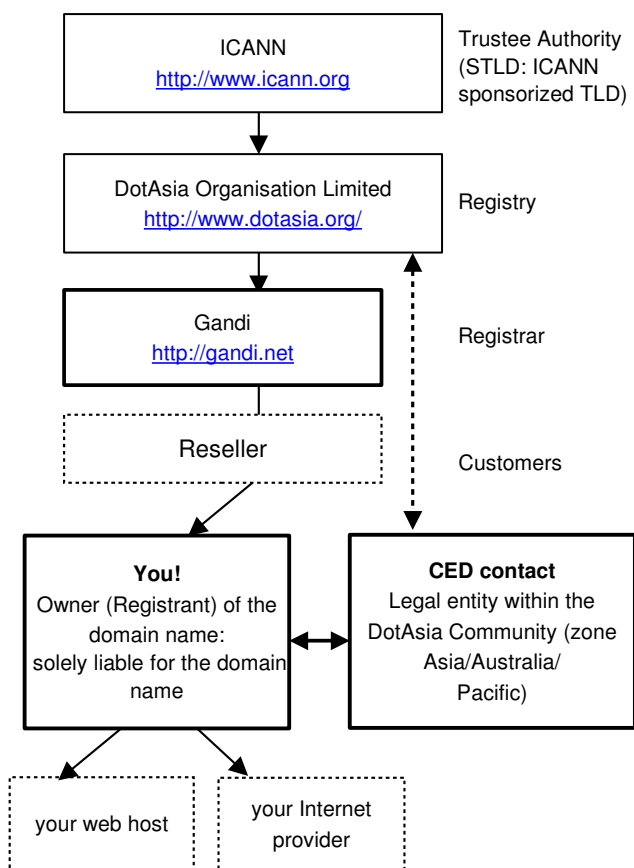 ICANN
http://www.icann.org
Trustee Authority
(STLD: ICANN
sponsorized TLD)
DotAsia Organisation Limited
http://www.dotasia.org/
Registry
Gandi
http://gandi.net
Registrar
Reseller
Customers
You!
Owner (Registrant) of the
domain name:
solely liable for the domain
name
CED contact
Legal entity within the
DotAsia Community (zone
Asia/Australia/
Pacific)
your web host
your Internet
provider